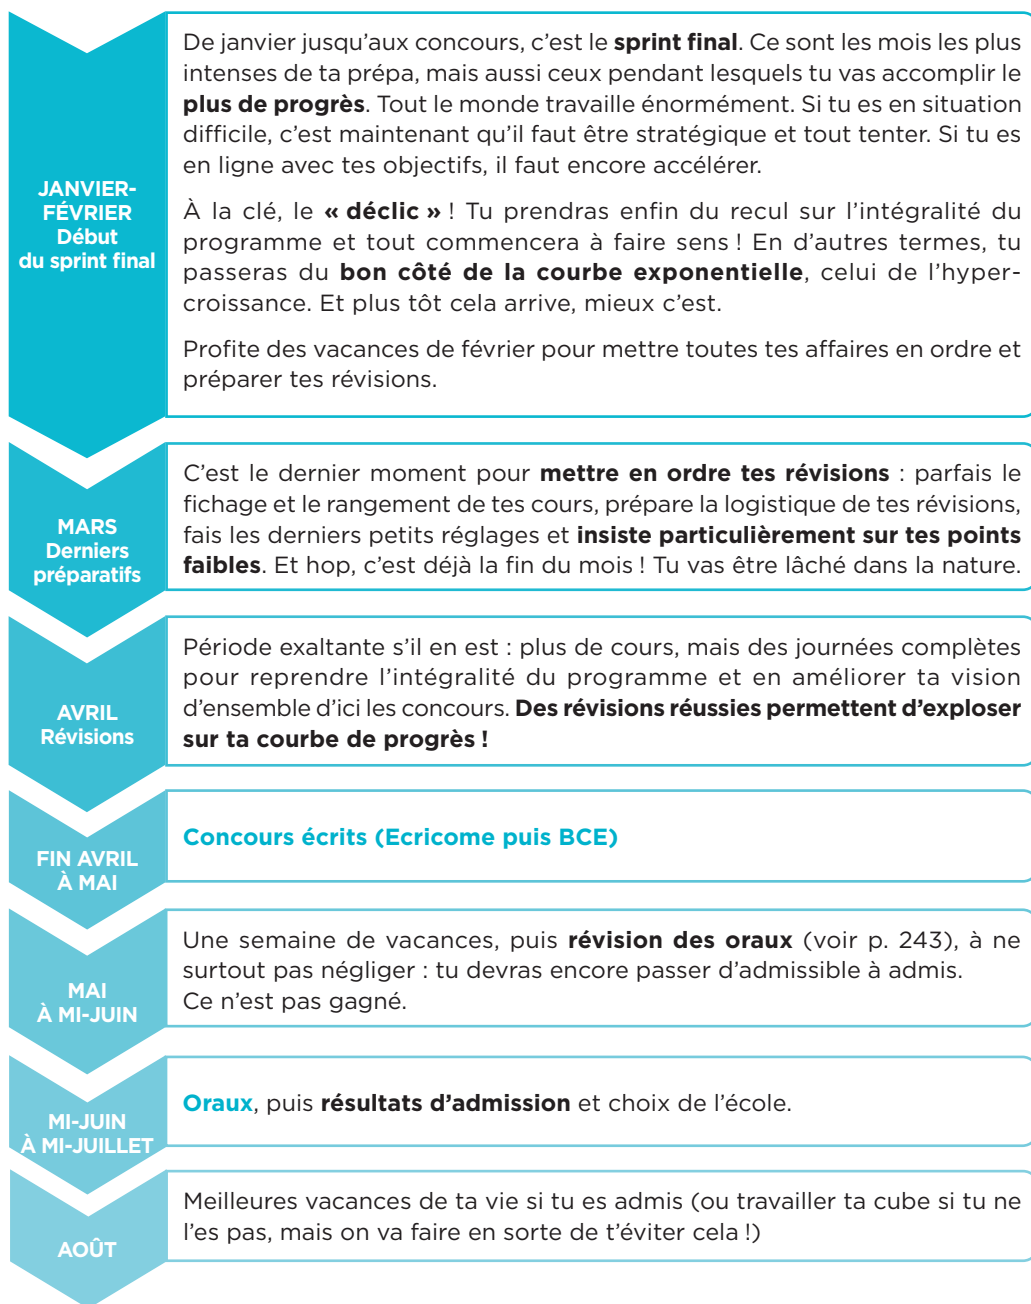 JANVIER-
FÉVRIER
Début
du sprint final
De janvier jusqu'aux concours, c'est le sprint final. Ce sont les mois les plus
intenses de ta prépa, mais aussi ceux pendant lesquels tu vas accomplir le
plus de progrès. Tout le monde travaille énormément. Si tu es en situation
difficile, c'est maintenant qu'il faut être stratégique et tout tenter. Si tu es
en ligne avec tes objectifs, il faut encore accélérer.
À la clé, le « déclic » ! Tu prendras enfin du recul sur l'intégralité du
programme et tout commencera à faire sens ! En d'autres termes, tu
passeras du bon côté de la courbe exponentielle, celui de l'hyper-
croissance. Et plus tôt cela arrive, mieux c'est.
Profite des vacances de février pour mettre toutes tes affaires en ordre et
préparer tes révisions.
MARS
Derniers
préparatifs
C'est le dernier moment pour mettre en ordre tes révisions : parfais le
fichage et le rangement de tes cours, prépare la logistique de tes révisions,
fais les derniers petits réglages et insiste particulièrement sur tes points
faibles. Et hop, c'est déjà la fin du mois ! Tu vas être lâché dans la nature.
AVRIL
Révisions
Période exaltante s'il en est : plus de cours, mais des journées complètes
pour reprendre l'intégralité du programme et en améliorer ta vision
d'ensemble d'ici les concours. Des révisions réussies permettent d'exploser
sur ta courbe de progrès !
FIN AVRIL
À MAI
Concours écrits (Ecricome puis BCE)
MAI
À MI-JUIN
Une semaine de vacances, puis révision des oraux (voir p. 243), à ne
surtout pas négliger : tu devras encore passer d'admissible à admis.
Ce n'est pas gagné.
MI-JUIN
À MI-JUILLET
Oraux, puis résultats d'admission et choix de l'école.
AOÛT
Meilleures vacances de ta vie si tu es admis (ou travailler ta cube si tu ne
l'es pas, mais on va faire en sorte de t'éviter cela !)